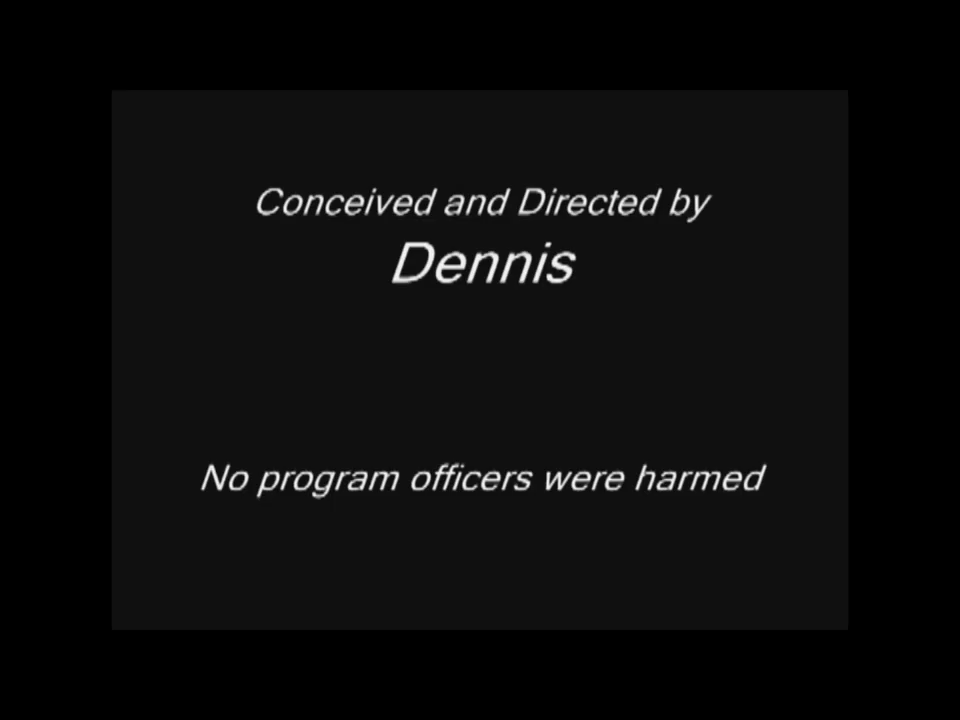 Conceived and Directed by
Dennis
No program officers were harmed